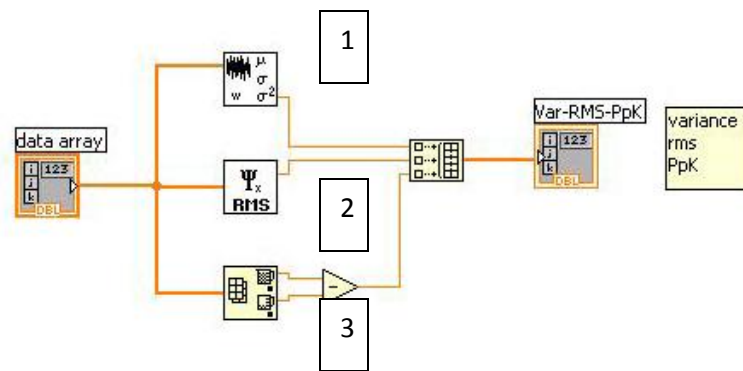 1
μ
σ
w σ²
data array
i 123
j
k
DBL
Ψx
RMS
2
-
3
Var-RMS-PpK
i 123
j
k
DBL
variance
rms
PpK